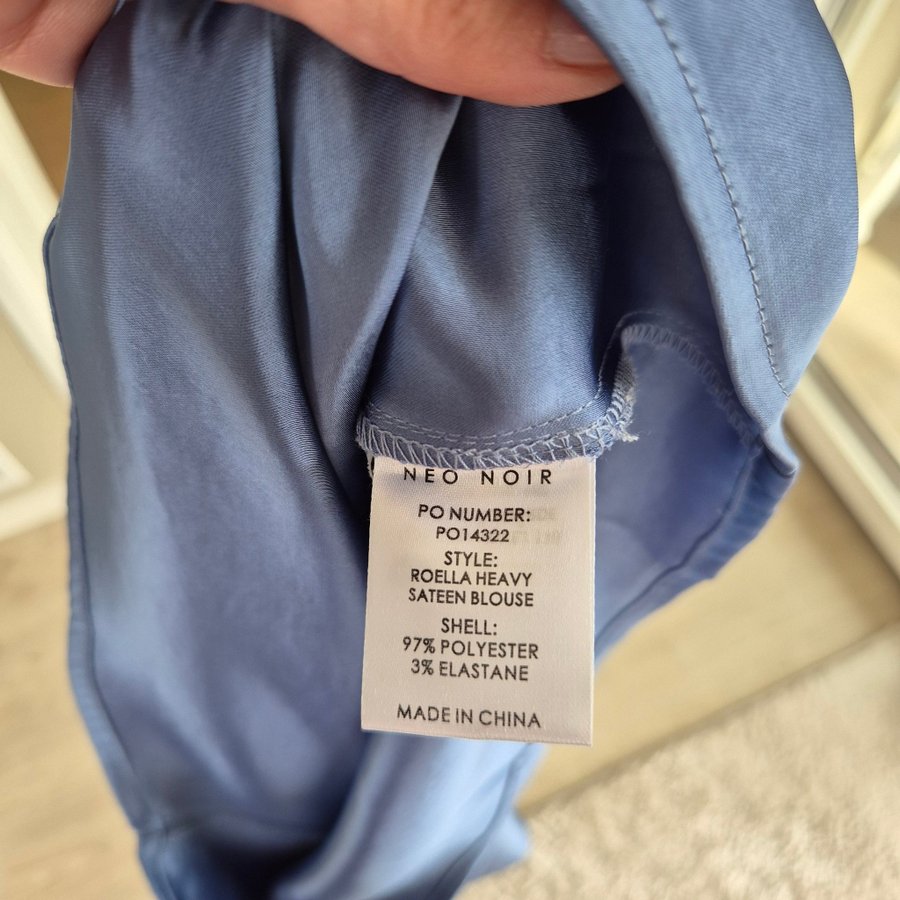 NEO NOIR
PO NUMBER:
PO14322
STYLE:
ROELLA HEAVY
SATEEN BLOUSE
SHELL:
97% POLYESTER
3% ELASTANE
MADE IN CHINA